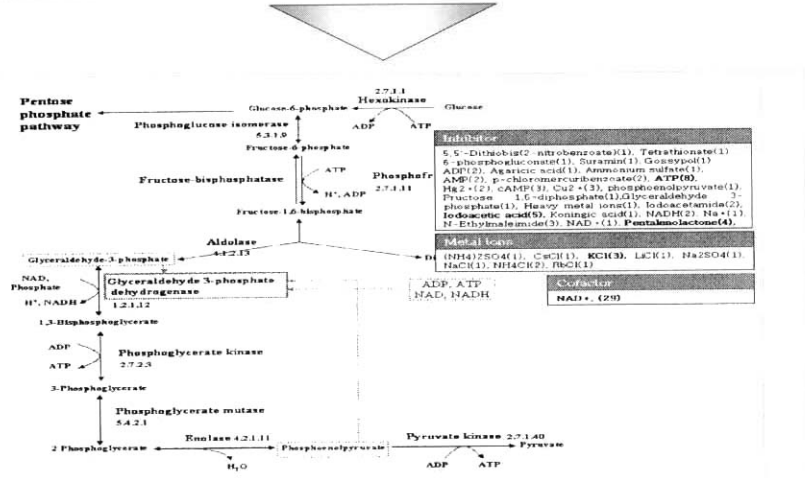 2.7.1.1
Hexokinase
Pentose
phosphate
pathway
Glucose-6-phosphate
Glucose
Phosphoglucose isomerase
ADP
ATP
5.3.1.9
Fructose-6-phosphate
Fructose-bisphosphatase
ATP
Phosphofr
H⁺, ADP
2.7.1.11
Fructose-1,6-bisphosphate
Aldolase
4.1.2.13
Glyceraldehyde-3-phosphate
Di
NAD,
Phosphate
Glyceraldehyde 3-phosphate
dehydrogenase
1.2.1.12
H⁺, NADH
ADP, ATP
NAD, NADH
1,3-Bisphosphoglycerate
ADP
Phosphoglycerate kinase
ATP
2.7.2.3
3-Phosphoglycerate
Phosphoglycerate mutase
5.4.2.1
2 Phosphoglycerate
Enolase 4.2.1.11
H₂O
Phosphoenolpyruvate
Pyruvate kinase 2.7.1.40
Pyruvate
ADP
ATP
Inhibitor
5,5'-Dithiobis(2-nitrobenzoate)(1), Tetrathionate(1)
6-phosphogluconate(1), Suramin(1), Gossypol(1)
ADP(2), Agaricic acid(1), Ammonium sulfate(1),
AMP(2), p-chloromercuribenzoate(2), ATP(8),
Hg2+(2), cAMP(3), Cu2+(3), phosphoenolpyruvate(1),
Fructose 1,6-diphosphate(1),Glyceraldehyde 3-
phosphate(1), Heavy metal ions(1), Iodoacetamide(2),
Iodoacetic acid(5), Koningic acid(1), NADH(2), Na+(1),
N-Ethylmaleimide(3), NAD+(1), Pentalenolactone(4),
Metal Ions
(NH4)2SO4(1), CsCl(1), KCl(3), LiCl(1), Na2SO4(1),
NaCl(1), NH4Cl(2), RbCl(1)
Cofactor
NAD+, (29)